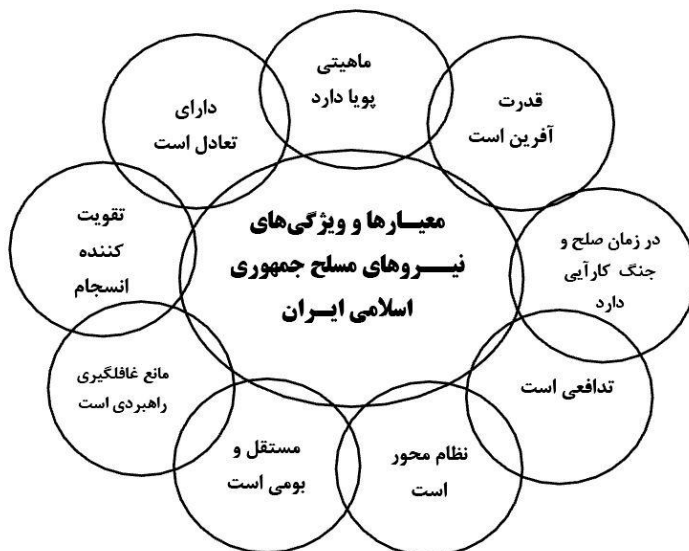 معیارها و ویژگی‌های
نیروهای مسلح جمهوری
اسلامی ایران
ماهیتی
پویا دارد
قدرت
آفرین است
در زمان صلح و
جنگ کارآیی
دارد
تدافعی است
نظام محور
است
مستقل و
بومی است
مانع غافلگیری
راهبردی است
تقویت
کننده
انسجام
دارای
تعادل است